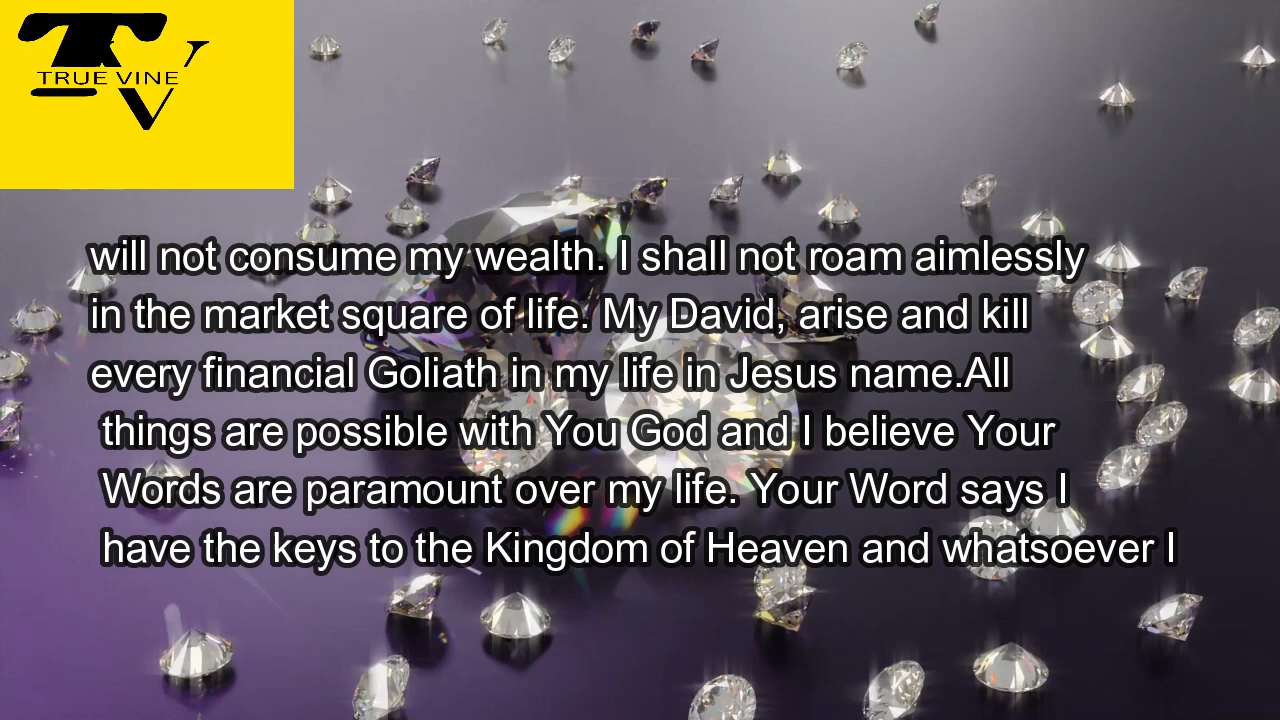 TV
TRUE VINE
will not consume my wealth. I shall not roam aimlessly
in the market square of life. My David, arise and kill
every financial Goliath in my life in Jesus name.All
things are possible with You God and I believe Your
Words are paramount over my life. Your Word says I
have the keys to the Kingdom of Heaven and whatsoever I